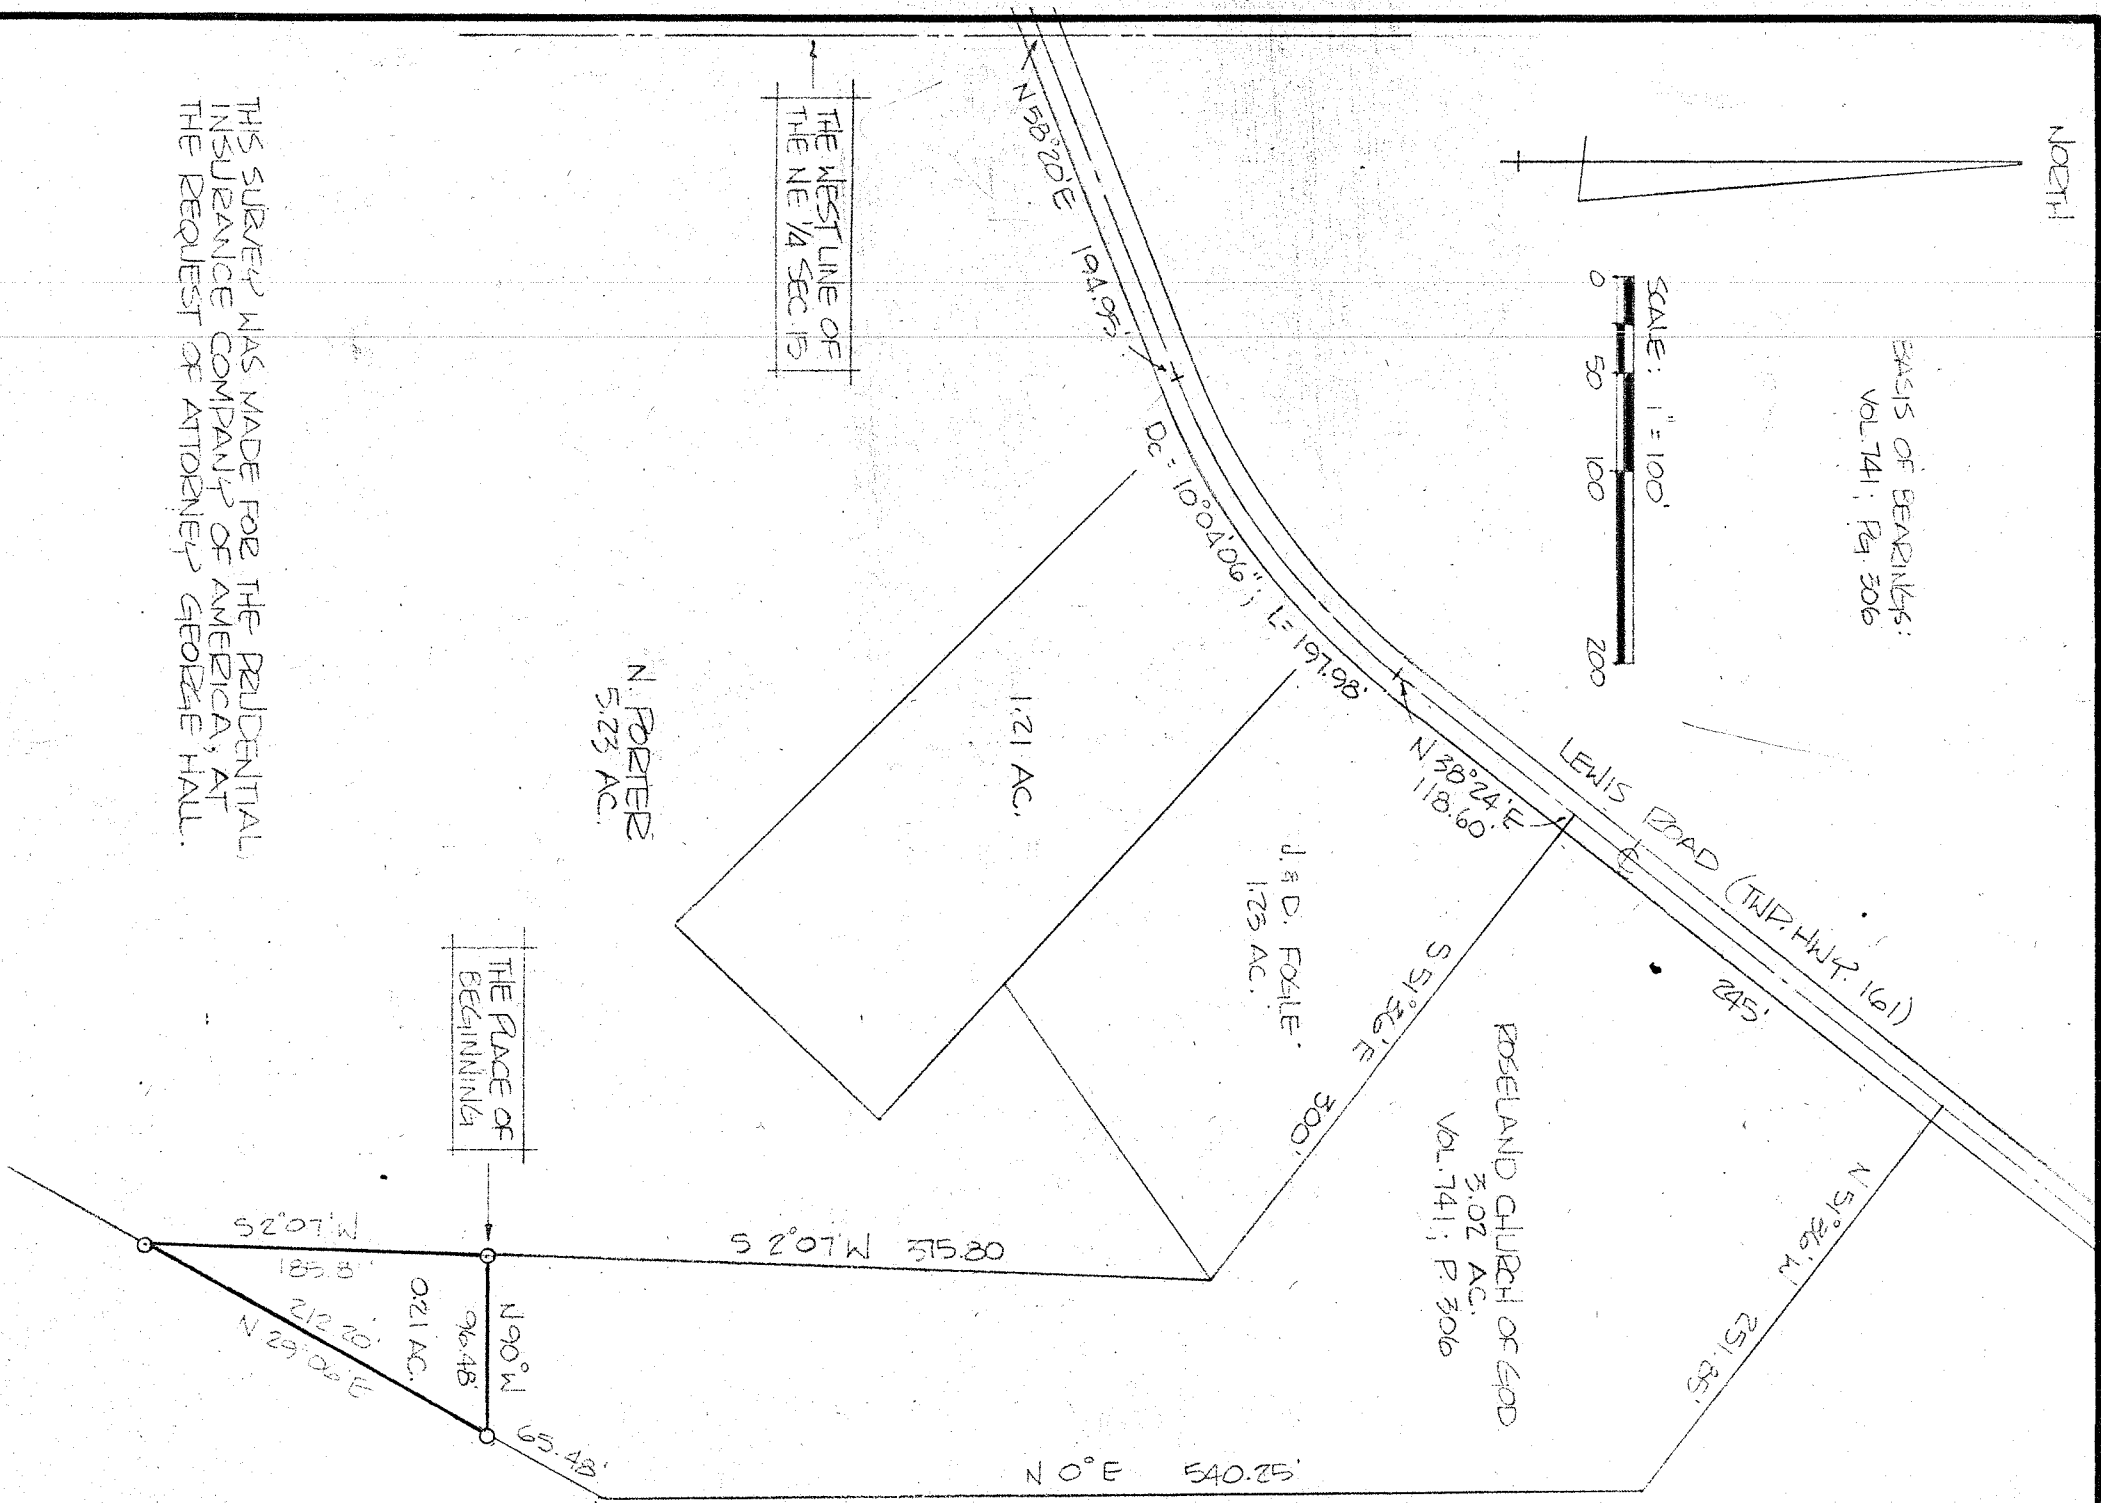 NORTH
BASIS OF BEARINGS:
VOL. 741; PG. 306
SCALE: 1" = 100'
0 50 100 200
LEWIS ROAD (TWP. HWY. 161)
℄
245'
N 51°36' W 251.85'
ROSELAND CHURCH OF GOD
3.02 AC.
VOL. 741; P. 306
N 38°24' E
118.60'
S 51°36' E 300'
J. & D. FOGLE
1.23 AC.
N 58°20' E 194.95'
Dc = 10°04'06"; L = 197.98'
THE WEST LINE OF
THE NE 1/4 SEC 15
1.21 AC.
N. PORTER
5.23 AC.
N 0° E 540.25'
S 2°07' W 375.80
THE PLACE OF
BEGINNING
N 90° W
96.48'
65.48'
0.21 AC.
S 2°07' W
185.8'
212.20'
N 29°06' E
THIS SURVEY WAS MADE FOR THE PRUDENTIAL
INSURANCE COMPANY OF AMERICA, AT
THE REQUEST OF ATTORNEY GEORGE HALL.